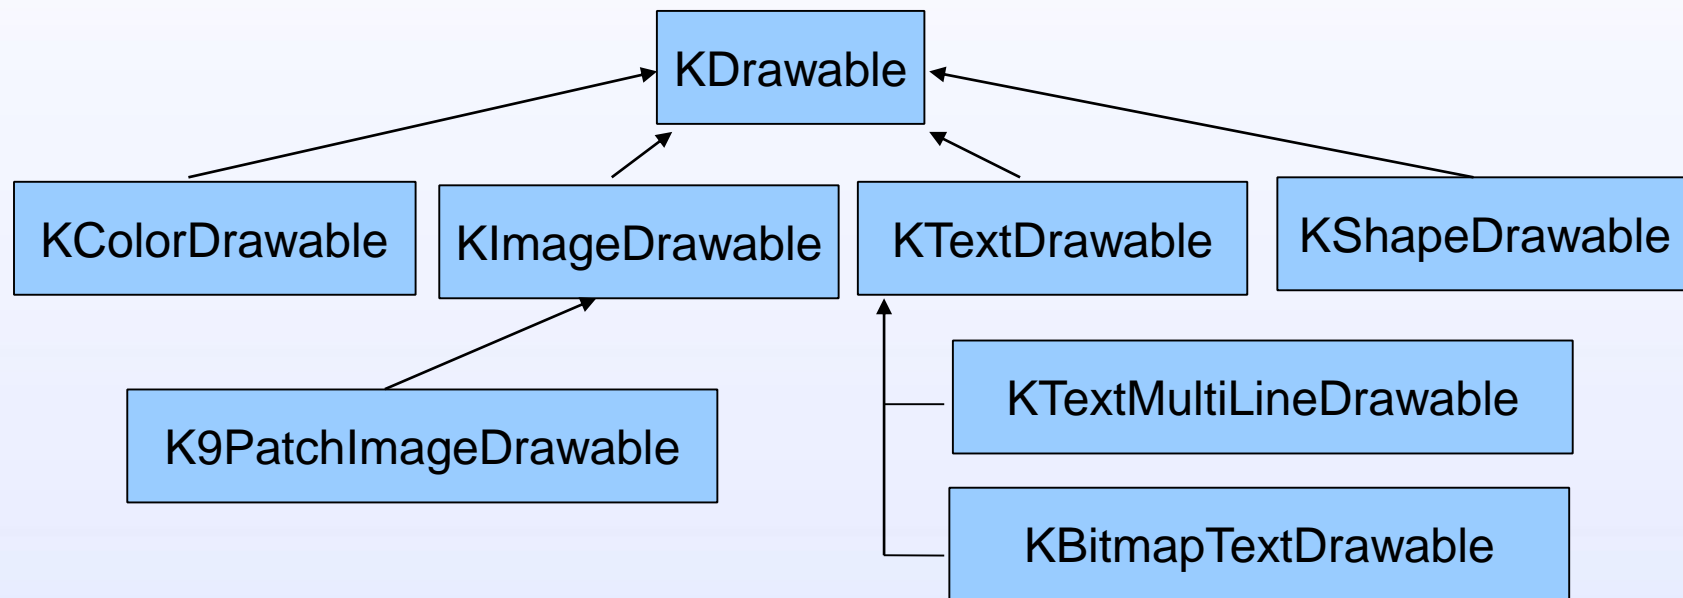 KDrawable
KColorDrawable
KImageDrawable
KTextDrawable
KShapeDrawable
KTextMultiLineDrawable
K9PatchImageDrawable
KBitmapTextDrawable